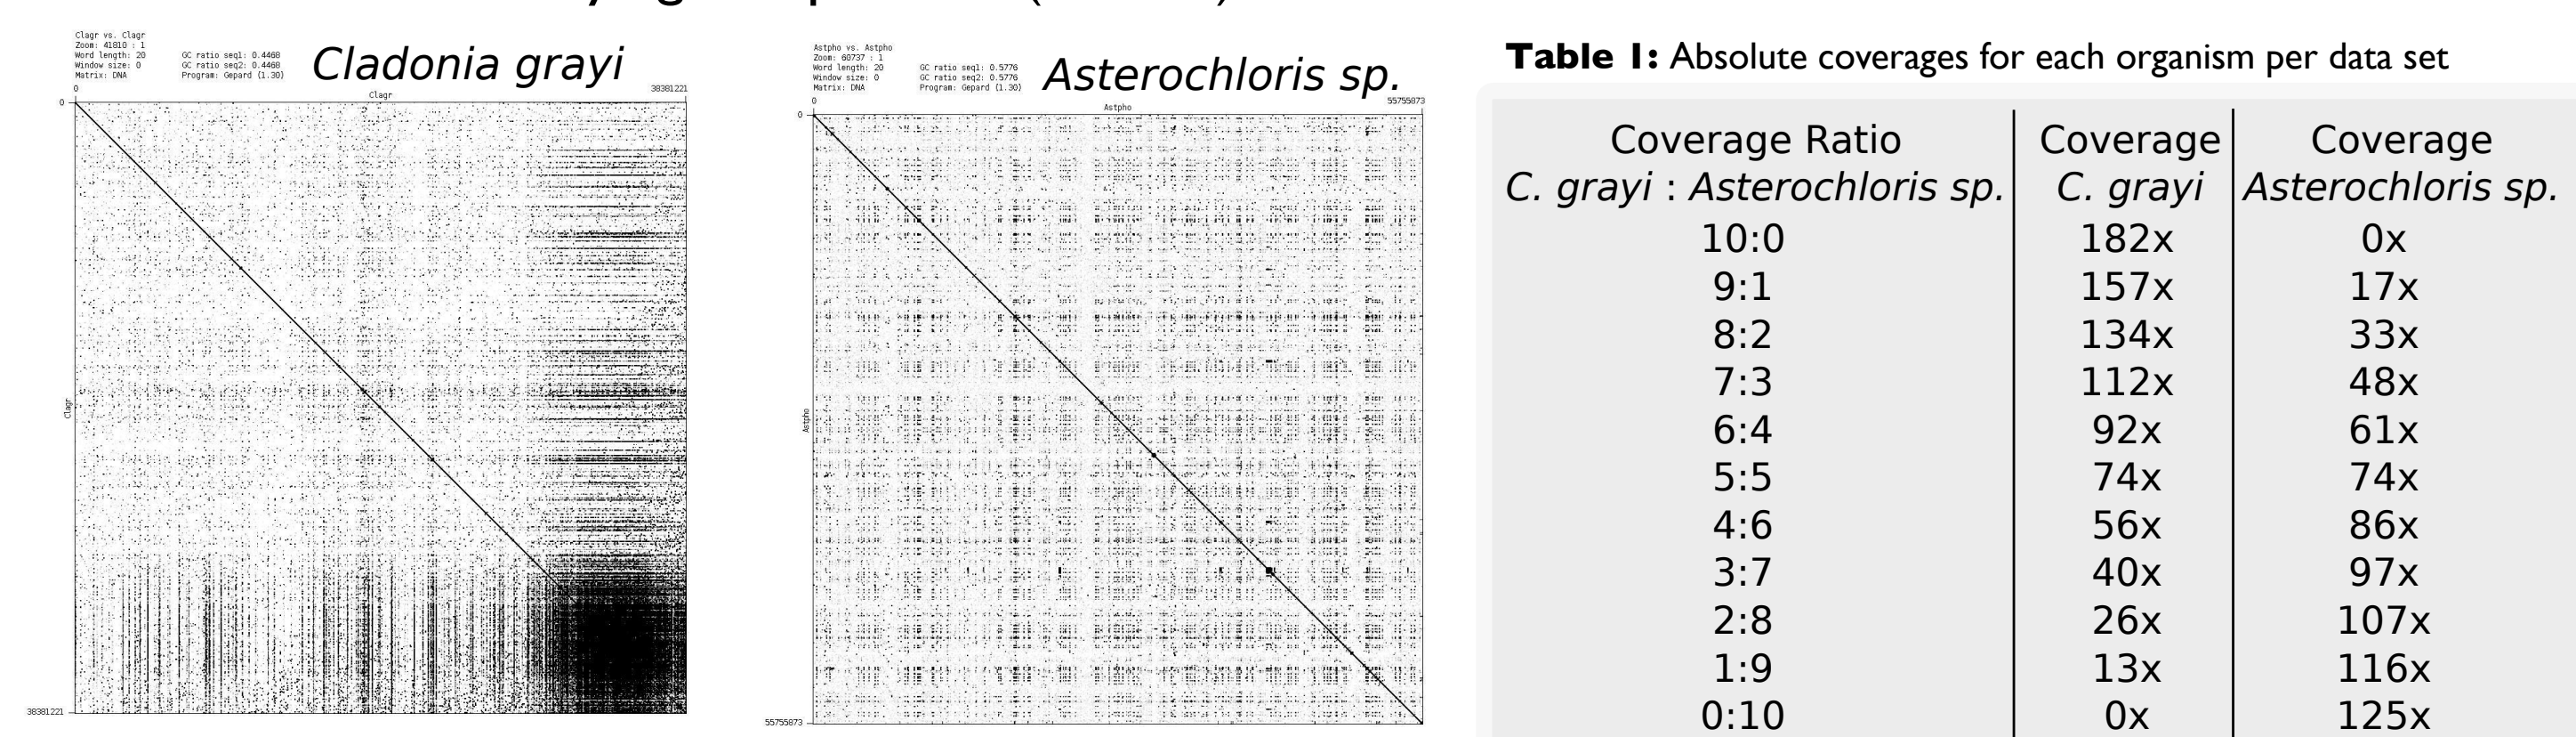 Clagr vs. Clagr
Zoom: 41810 : 1
Word length: 20 GC ratio seq1: 0.4468
Window size: 0 GC ratio seq2: 0.4468
Matrix: DNA Program: Gepard (1.30)
Cladonia grayi
0 38381221
Clagr
0
Clagr
38381221
Astpho vs. Astpho
Zoom: 60737 : 1
Word length: 20 GC ratio seq1: 0.5776
Window size: 0 GC ratio seq2: 0.5776
Matrix: DNA Program: Gepard (1.30)
Asterochloris sp.
0 55755873
Astpho
0
Astpho
55755873
Table 1: Absolute coverages for each organism per data set
Coverage Ratio Coverage Coverage
C. grayi : Asterochloris sp. C. grayi Asterochloris sp.
10:0 182x 0x
9:1 157x 17x
8:2 134x 33x
7:3 112x 48x
6:4 92x 61x
5:5 74x 74x
4:6 56x 86x
3:7 40x 97x
2:8 26x 107x
1:9 13x 116x
0:10 0x 125x